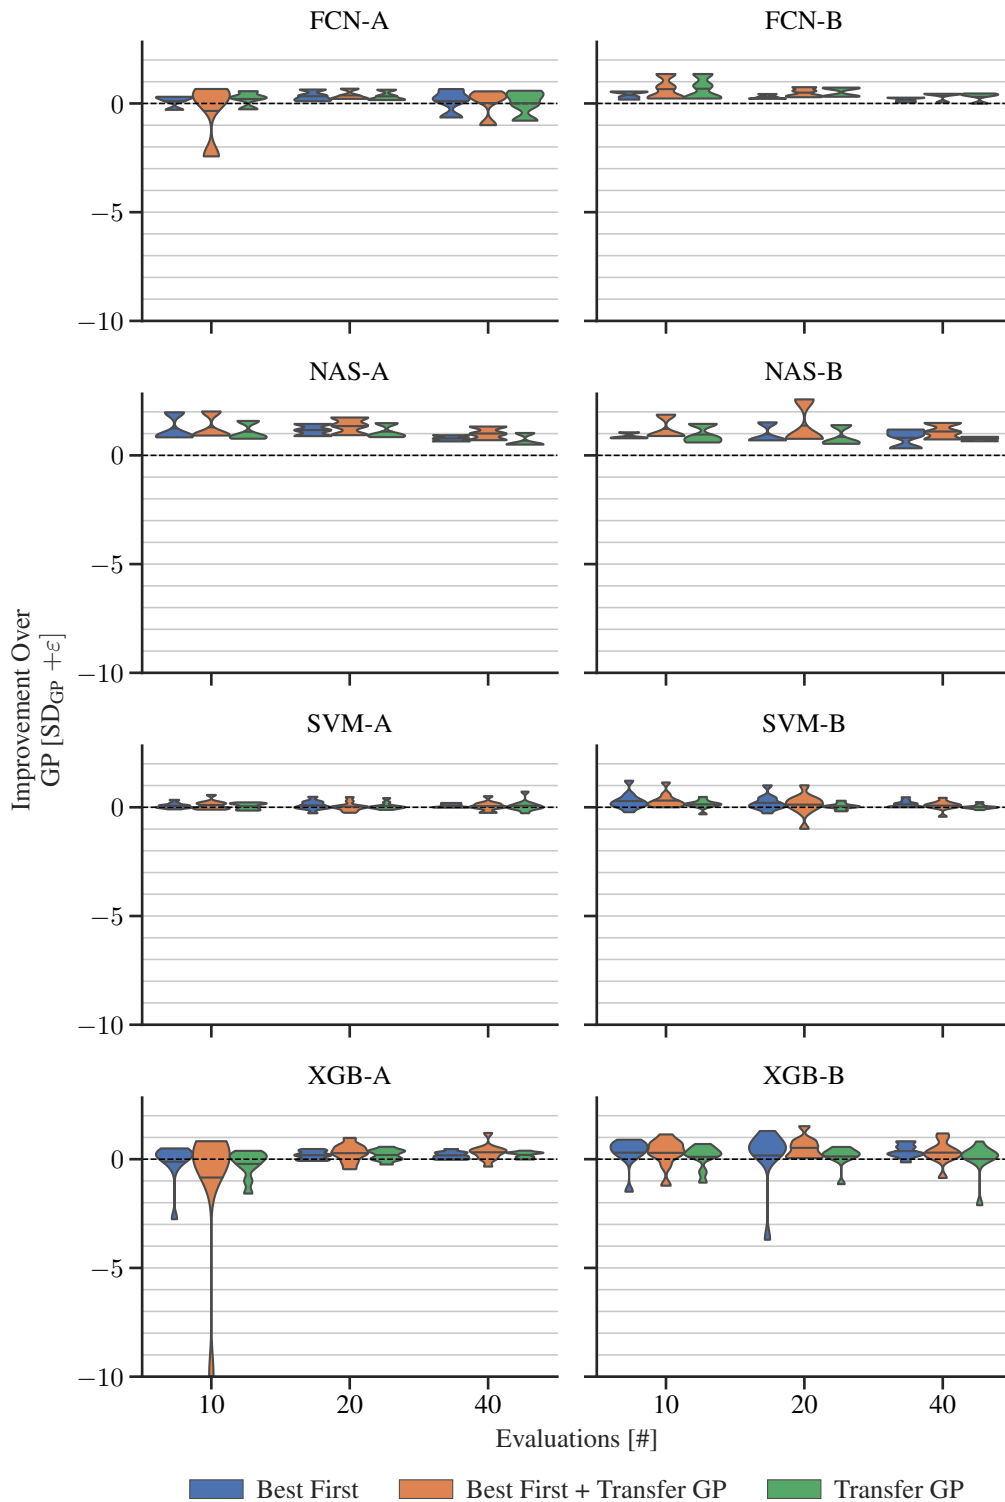 FCN-A
FCN-B
0
−5
−10
NAS-A
NAS-B
0
−5
−10
Improvement Over
GP [SD_GP +ε]
SVM-A
SVM-B
0
−5
−10
XGB-A
XGB-B
0
−5
−10
10
20
40
10
20
40
Evaluations [#]
Best First
Best First + Transfer GP
Transfer GP